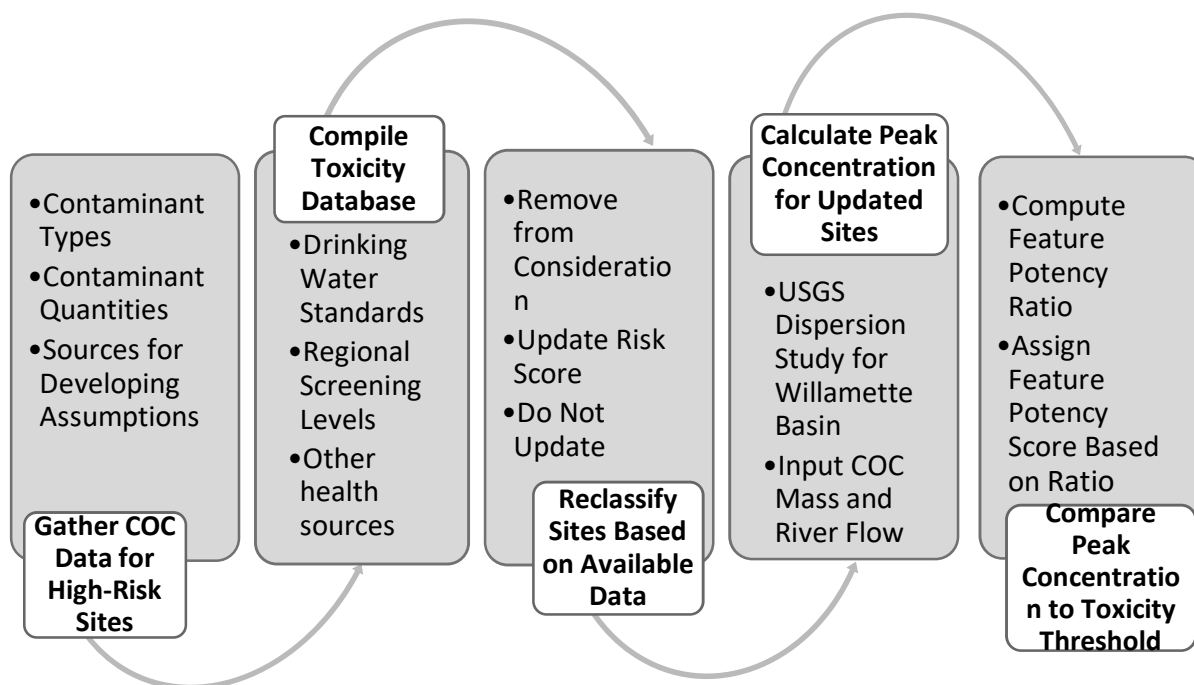 •Contaminant
Types
•Contaminant
Quantities
•Sources for
Developing
Assumptions
Gather COC
Data for
High-Risk
Sites
Compile
Toxicity
Database
•Drinking
Water
Standards
•Regional
Screening
Levels
•Other
health
sources
•Remove
from
Consideratio
n
•Update Risk
Score
•Do Not
Update
Reclassify
Sites Based
on Available
Data
Calculate Peak
Concentration
for Updated
Sites
•USGS
Dispersion
Study for
Willamette
Basin
•Input COC
Mass and
River Flow
•Compute
Feature
Potency
Ratio
•Assign
Feature
Potency
Score Based
on Ratio
Compare
Peak
Concentratio
n to Toxicity
Threshold